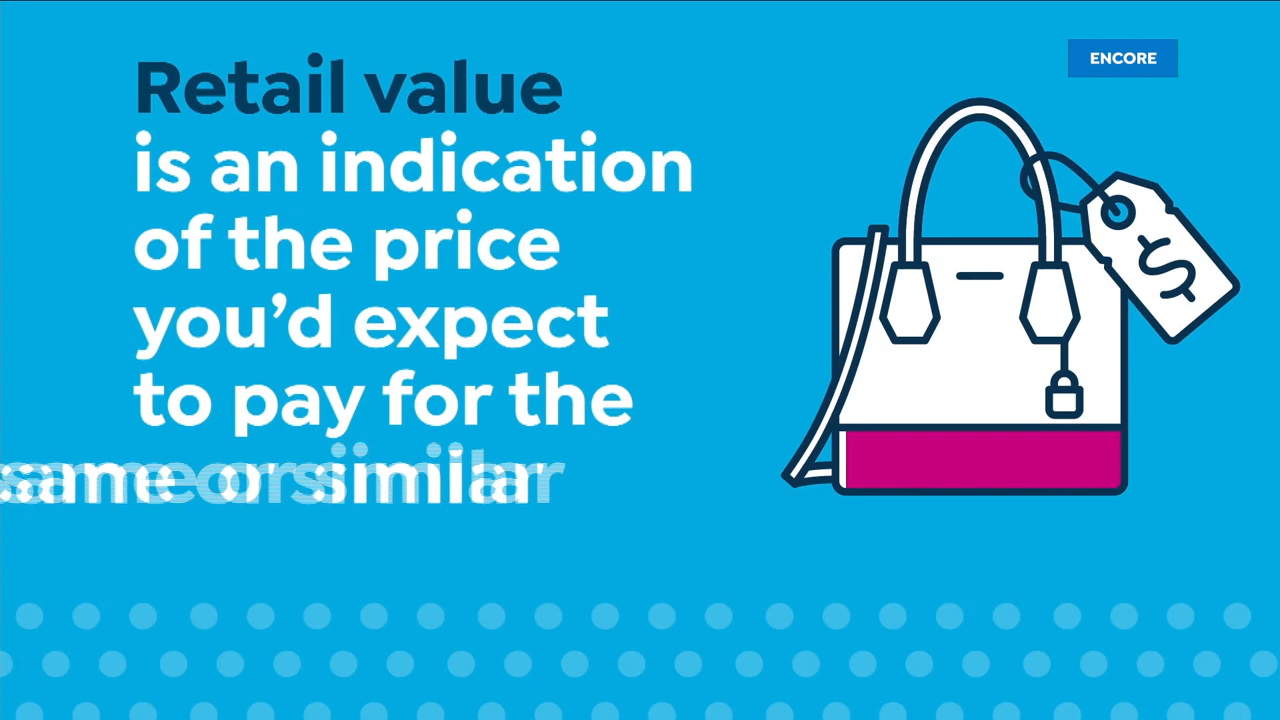 ENCORE
Retail value
is an indication
of the price
you’d expect
to pay for the
same or similar
$